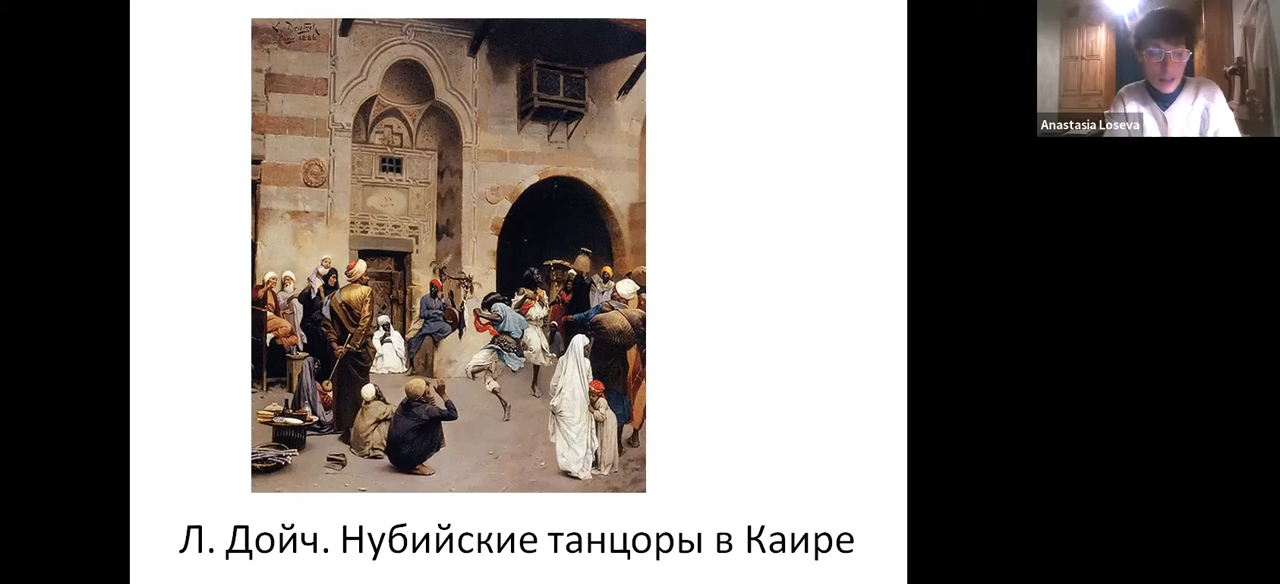 Л. Дойч. Нубийские танцоры в Каире
Anastasia Loseva